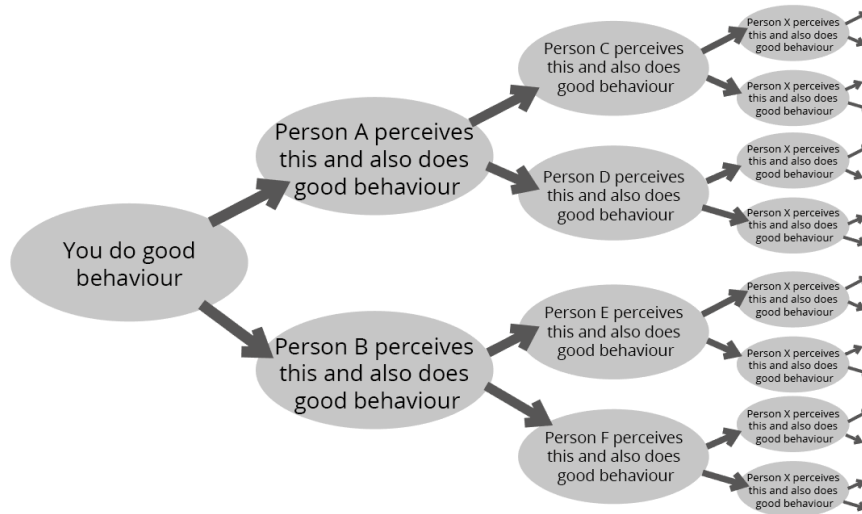 You do good
behaviour
Person A perceives
this and also does
good behaviour
Person B perceives
this and also does
good behaviour
Person C perceives
this and also does
good behaviour
Person D perceives
this and also does
good behaviour
Person E perceives
this and also does
good behaviour
Person F perceives
this and also does
good behaviour
Person X perceives
this and also does
good behaviour
Person X perceives
this and also does
good behaviour
Person X perceives
this and also does
good behaviour
Person X perceives
this and also does
good behaviour
Person X perceives
this and also does
good behaviour
Person X perceives
this and also does
good behaviour
Person X perceives
this and also does
good behaviour
Person X perceives
this and also does
good behaviour